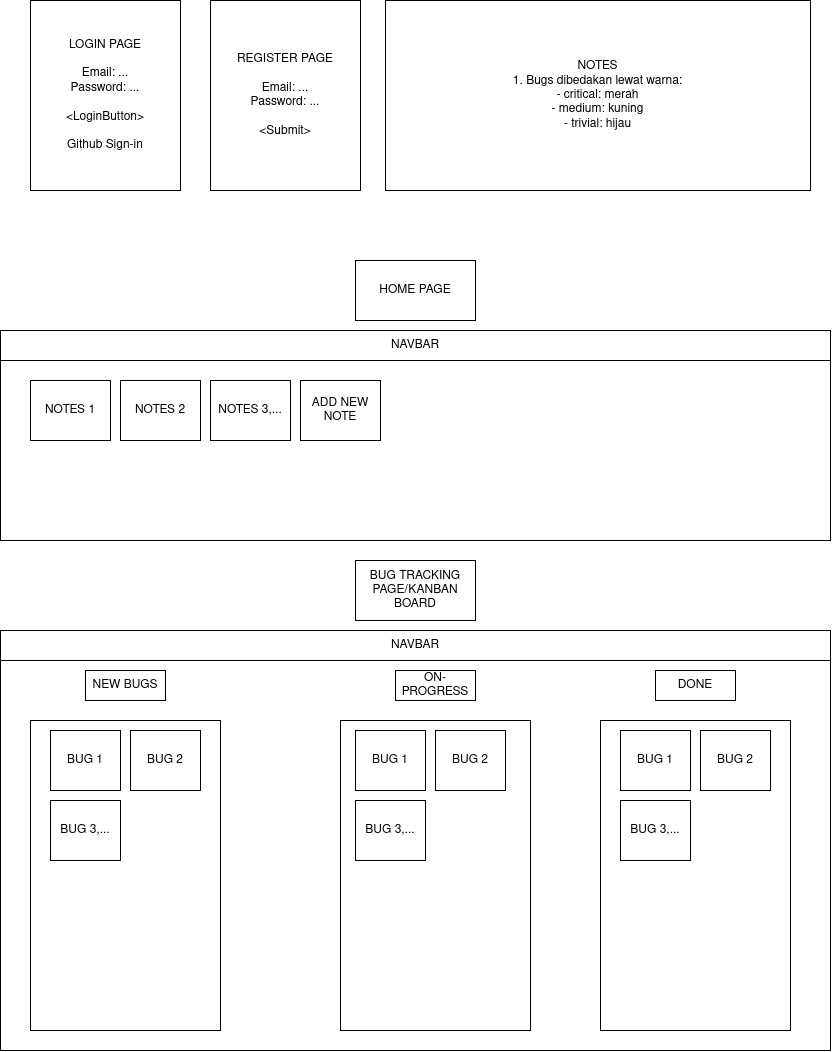 LOGIN PAGE
Email: ...
Password: ...
<LoginButton>
Github Sign-in
REGISTER PAGE
Email: ...
Password: ...
<Submit>
NOTES
1. Bugs dibedakan lewat warna:
- critical: merah
- medium: kuning
- trivial: hijau
HOME PAGE
NAVBAR
NOTES 1
NOTES 2
NOTES 3,...
ADD NEW
NOTE
BUG TRACKING
PAGE/KANBAN
BOARD
NAVBAR
NEW BUGS
ON-
PROGRESS
DONE
BUG 1
BUG 2
BUG 3,...
BUG 1
BUG 2
BUG 3,...
BUG 1
BUG 2
BUG 3,...